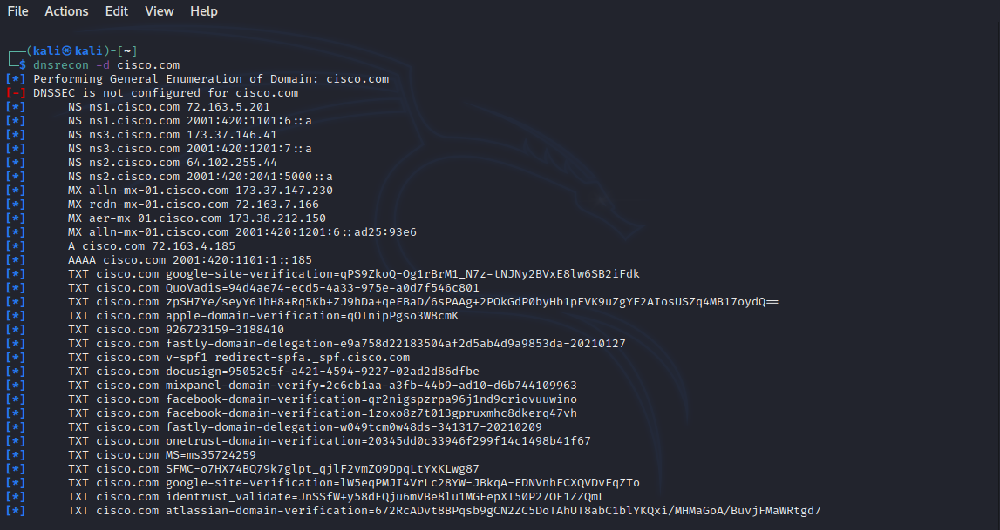 File Actions Edit View Help
┌──(kali㉿kali)-[~]
└─$ dnsrecon -d cisco.com
[*] Performing General Enumeration of Domain: cisco.com
[-] DNSSEC is not configured for cisco.com
[*] NS ns1.cisco.com 72.163.5.201
[*] NS ns1.cisco.com 2001:420:1101:6::a
[*] NS ns3.cisco.com 173.37.146.41
[*] NS ns3.cisco.com 2001:420:1201:7::a
[*] NS ns2.cisco.com 64.102.255.44
[*] NS ns2.cisco.com 2001:420:2041:5000::a
[*] MX alln-mx-01.cisco.com 173.37.147.230
[*] MX rcdn-mx-01.cisco.com 72.163.7.166
[*] MX aer-mx-01.cisco.com 173.38.212.150
[*] MX alln-mx-01.cisco.com 2001:420:1201:6::ad25:93e6
[*] A cisco.com 72.163.4.185
[*] AAAA cisco.com 2001:420:1101:1::185
[*] TXT cisco.com google-site-verification=qPS9ZkoQ-Og1rBrM1_N7z-tNJNy2BVxE8lw6SB2iFdk
[*] TXT cisco.com QuoVadis=94d4ae74-ecd5-4a33-975e-a0d7f546c801
[*] TXT cisco.com zpSH7Ye/seyY61hH8+Rq5Kb+ZJ9hDa+qeFBaD/6sPAAg+2POkGdP0byHb1pFVK9uZgYF2AIosUSZq4MB17oydQ==
[*] TXT cisco.com apple-domain-verification=qOInipPgso3W8cmK
[*] TXT cisco.com 926723159-3188410
[*] TXT cisco.com fastly-domain-delegation-e9a758d22183504af2d5ab4d9a9853da-20210127
[*] TXT cisco.com v=spf1 redirect=spfa._spf.cisco.com
[*] TXT cisco.com docusign=95052c5f-a421-4594-9227-02ad2d86dfbe
[*] TXT cisco.com mixpanel-domain-verify=2c6cb1aa-a3fb-44b9-ad10-d6b744109963
[*] TXT cisco.com facebook-domain-verification=qr2nigspzrpa96j1nd9criovuuwino
[*] TXT cisco.com facebook-domain-verification=1zoxo8z7t013gpruxmhc8dkerq47vh
[*] TXT cisco.com fastly-domain-delegation-w049tcm0w48ds-341317-20210209
[*] TXT cisco.com onetrust-domain-verification=20345dd0c33946f299f14c1498b41f67
[*] TXT cisco.com MS=ms35724259
[*] TXT cisco.com SFMC-o7HX74BQ79k7glpt_qjlF2vmZO9DpqLtYxKLwg87
[*] TXT cisco.com google-site-verification=lW5eqPMJI4VrLc28YW-JBkqA-FDNVnhFCXQVDvFqZTo
[*] TXT cisco.com identrust_validate=JnSSfW+y58dEQju6mVBe8lu1MGFepXI50P27OE1ZZQmL
[*] TXT cisco.com atlassian-domain-verification=672RcADvt8BPqsb9gCN2ZC5DoTAhUT8abC1blYKQxi/MHMaGoA/BuvjFMaWRtgd7